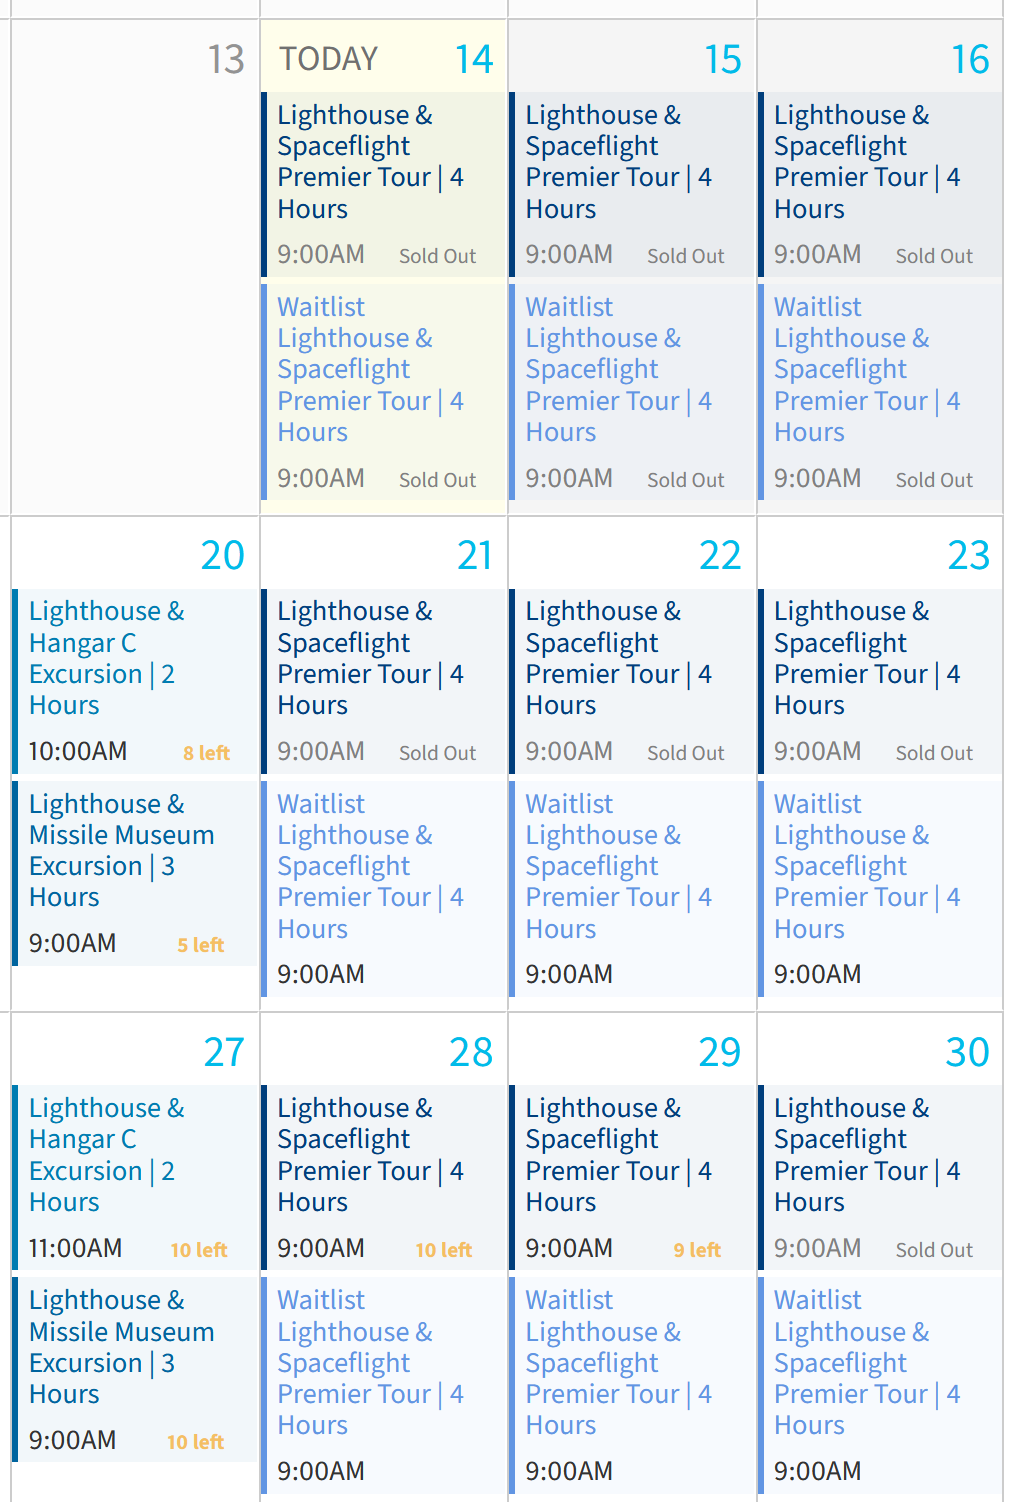 13
TODAY 14
Lighthouse &
Spaceflight
Premier Tour | 4
Hours
9:00AM Sold Out
Waitlist
Lighthouse &
Spaceflight
Premier Tour | 4
Hours
9:00AM Sold Out
15
Lighthouse &
Spaceflight
Premier Tour | 4
Hours
9:00AM Sold Out
Waitlist
Lighthouse &
Spaceflight
Premier Tour | 4
Hours
9:00AM Sold Out
16
Lighthouse &
Spaceflight
Premier Tour | 4
Hours
9:00AM Sold Out
Waitlist
Lighthouse &
Spaceflight
Premier Tour | 4
Hours
9:00AM Sold Out
20
Lighthouse &
Hangar C
Excursion | 2
Hours
10:00AM 8 left
Lighthouse &
Missile Museum
Excursion | 3
Hours
9:00AM 5 left
21
Lighthouse &
Spaceflight
Premier Tour | 4
Hours
9:00AM Sold Out
Waitlist
Lighthouse &
Spaceflight
Premier Tour | 4
Hours
9:00AM
22
Lighthouse &
Spaceflight
Premier Tour | 4
Hours
9:00AM Sold Out
Waitlist
Lighthouse &
Spaceflight
Premier Tour | 4
Hours
9:00AM
23
Lighthouse &
Spaceflight
Premier Tour | 4
Hours
9:00AM Sold Out
Waitlist
Lighthouse &
Spaceflight
Premier Tour | 4
Hours
9:00AM
27
Lighthouse &
Hangar C
Excursion | 2
Hours
11:00AM 10 left
Lighthouse &
Missile Museum
Excursion | 3
Hours
9:00AM 10 left
28
Lighthouse &
Spaceflight
Premier Tour | 4
Hours
9:00AM 10 left
Waitlist
Lighthouse &
Spaceflight
Premier Tour | 4
Hours
9:00AM
29
Lighthouse &
Spaceflight
Premier Tour | 4
Hours
9:00AM 9 left
Waitlist
Lighthouse &
Spaceflight
Premier Tour | 4
Hours
9:00AM
30
Lighthouse &
Spaceflight
Premier Tour | 4
Hours
9:00AM Sold Out
Waitlist
Lighthouse &
Spaceflight
Premier Tour | 4
Hours
9:00AM